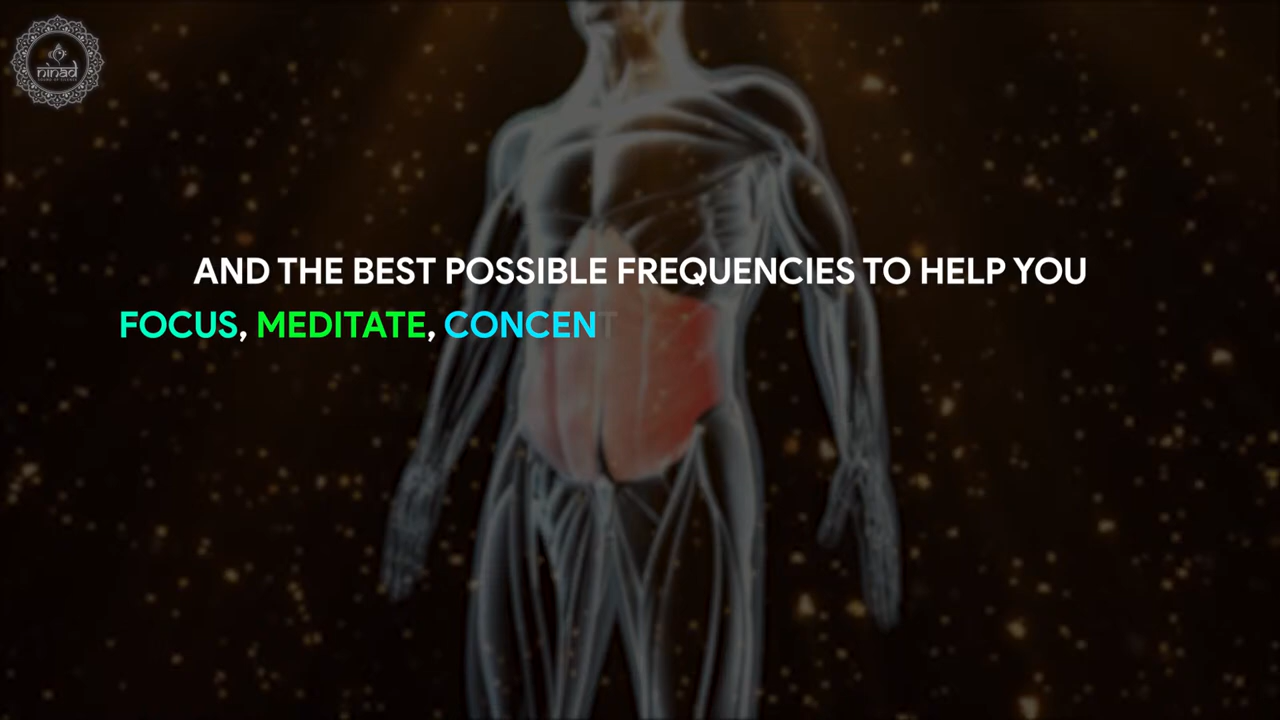 ninad
AND THE BEST POSSIBLE FREQUENCIES TO HELP YOU
FOCUS, MEDITATE, CONCENT